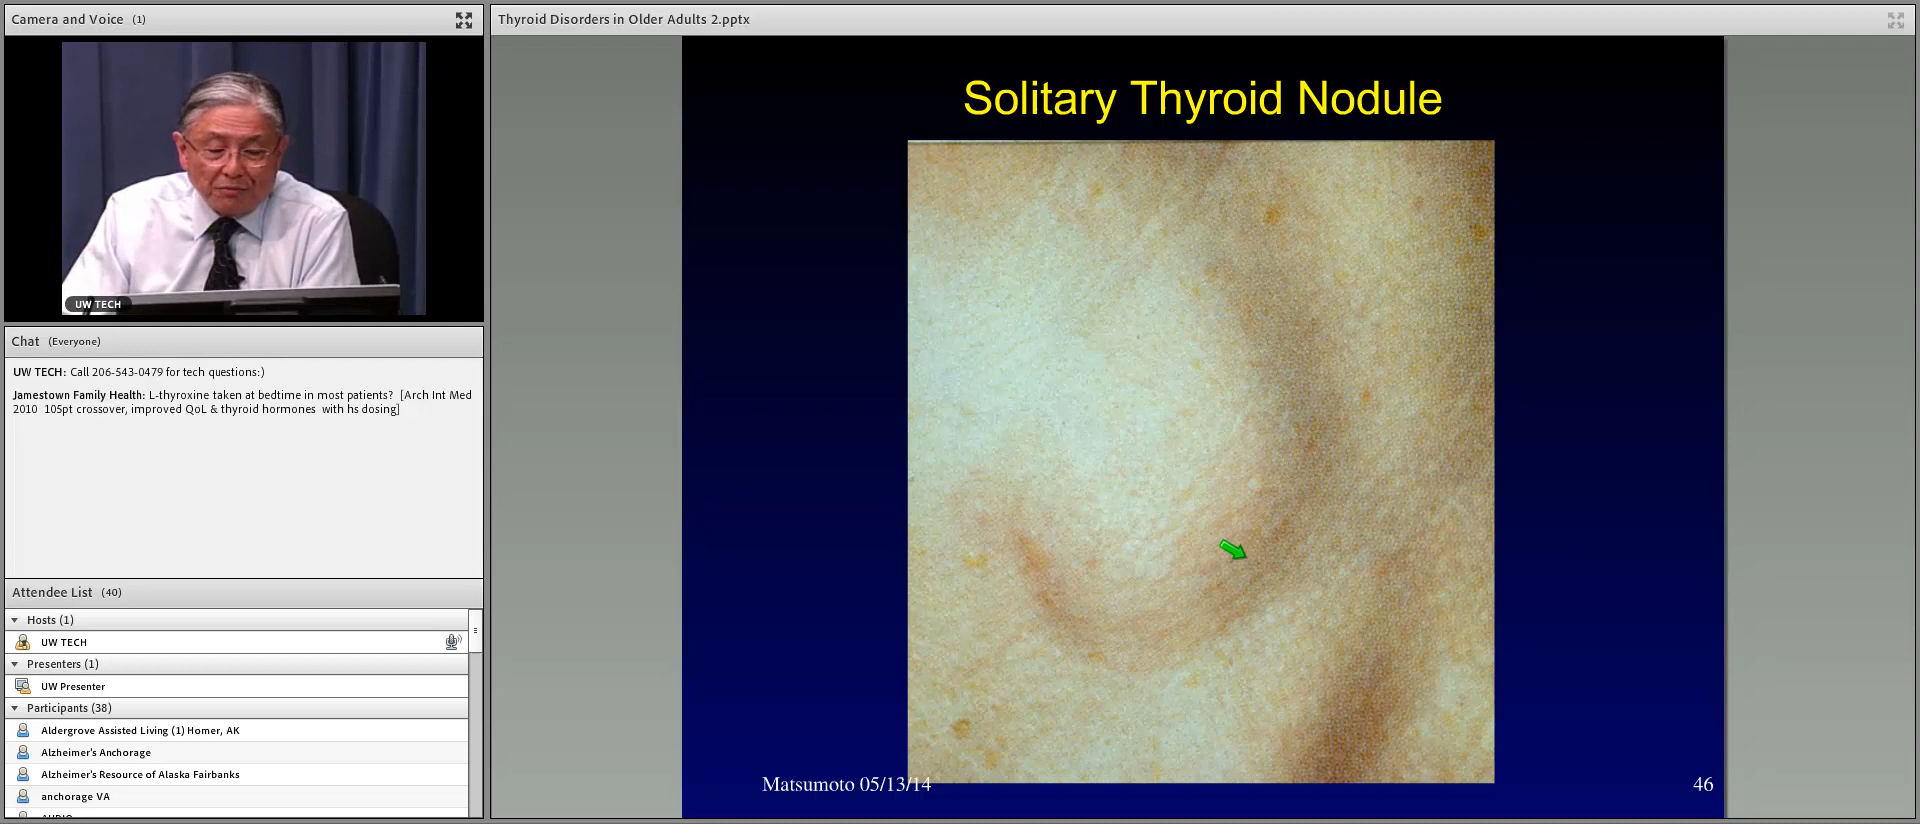 Camera and Voice (1)
UW TECH
Chat (Everyone)
UW TECH: Call 206-543-0479 for tech questions:)
Jamestown Family Health: L-thyroxine taken at bedtime in most patients? [Arch Int Med
2010 105pt crossover, improved QoL & thyroid hormones with hs dosing]
Attendee List (40)
Hosts (1)
UW TECH
Presenters (1)
UW Presenter
Participants (38)
Aldergrove Assisted Living (1) Homer, AK
Alzheimer's Anchorage
Alzheimer's Resource of Alaska Fairbanks
anchorage VA
Thyroid Disorders in Older Adults 2.pptx
Solitary Thyroid Nodule
Matsumoto 05/13/14
46